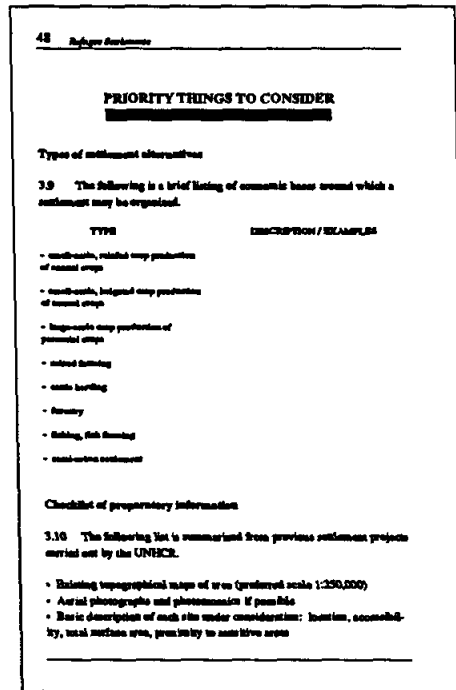 48 Refugee Settlements
PRIORITY THINGS TO CONSIDER
Types of settlement alternatives
3.9 The following is a brief listing of economic bases around which a
settlement may be organized.
TYPE DESCRIPTION / EXAMPLES
- small-scale, rainfed crop production
of annual crops
- small-scale, irrigated crop production
of annual crops
- large-scale crop production of
perennial crops
- mixed farming
- cattle herding
- forestry
- fishing, fish farming
- semi-urban settlement
Checklist of preparatory information
3.10 The following list is summarized from previous settlement projects
carried out by the UNHCR.
• Existing topographical maps of area (preferred scale 1:250,000)
• Aerial photographs and photomosaics if possible
• Basic description of each site under consideration: location, accessibil-
ity, total surface area, proximity to sensitive areas